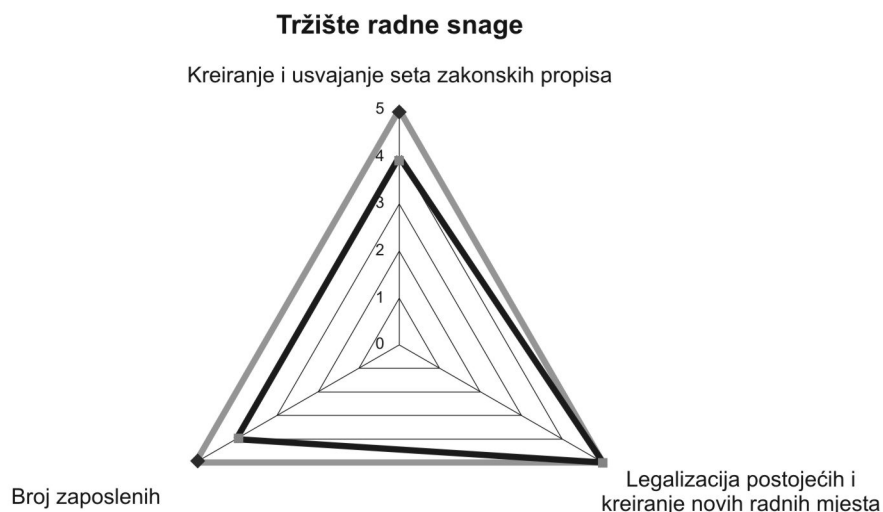 Tržište radne snage
Kreiranje i usvajanje seta zakonskih propisa
5
4
3
2
1
0
Broj zaposlenih
Legalizacija postojećih i
kreiranje novih radnih mjesta